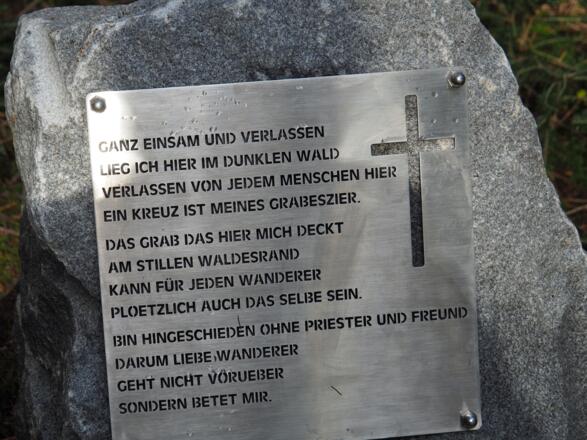 GANZ EINSAM UND VERLASSEN
LIEG ICH HIER IM DUNKLEN WALD
VERLASSEN VON JEDEM MENSCHEN HIER
EIN KREUZ IST MEINES GRABESZIER.
DAS GRAB DAS HIER MICH DECKT
AM STILLEN WALDESRAND
KANN FÜR JEDEN WANDERER
PLOETZLICH AUCH DAS SELBE SEIN.
BIN HINGESCHIEDEN OHNE PRIESTER UND FREUND
DARUM LIEBE WANDERER
GEHT NICHT VÖRUEBER
SONDERN BETET MIR.